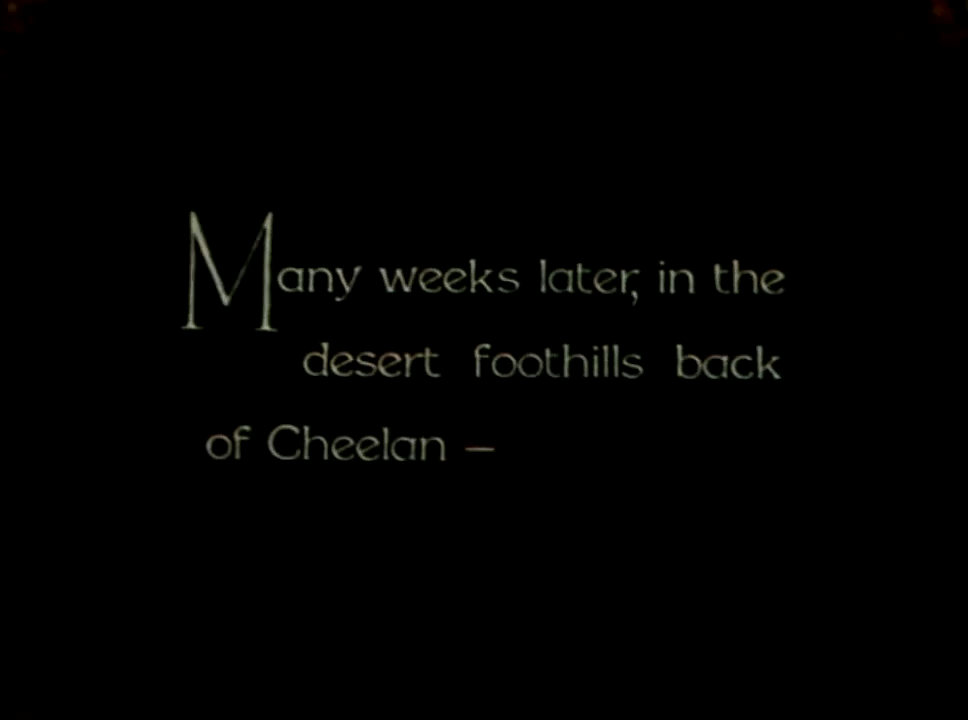 Many weeks later, in the
desert foothills back
of Cheelan —